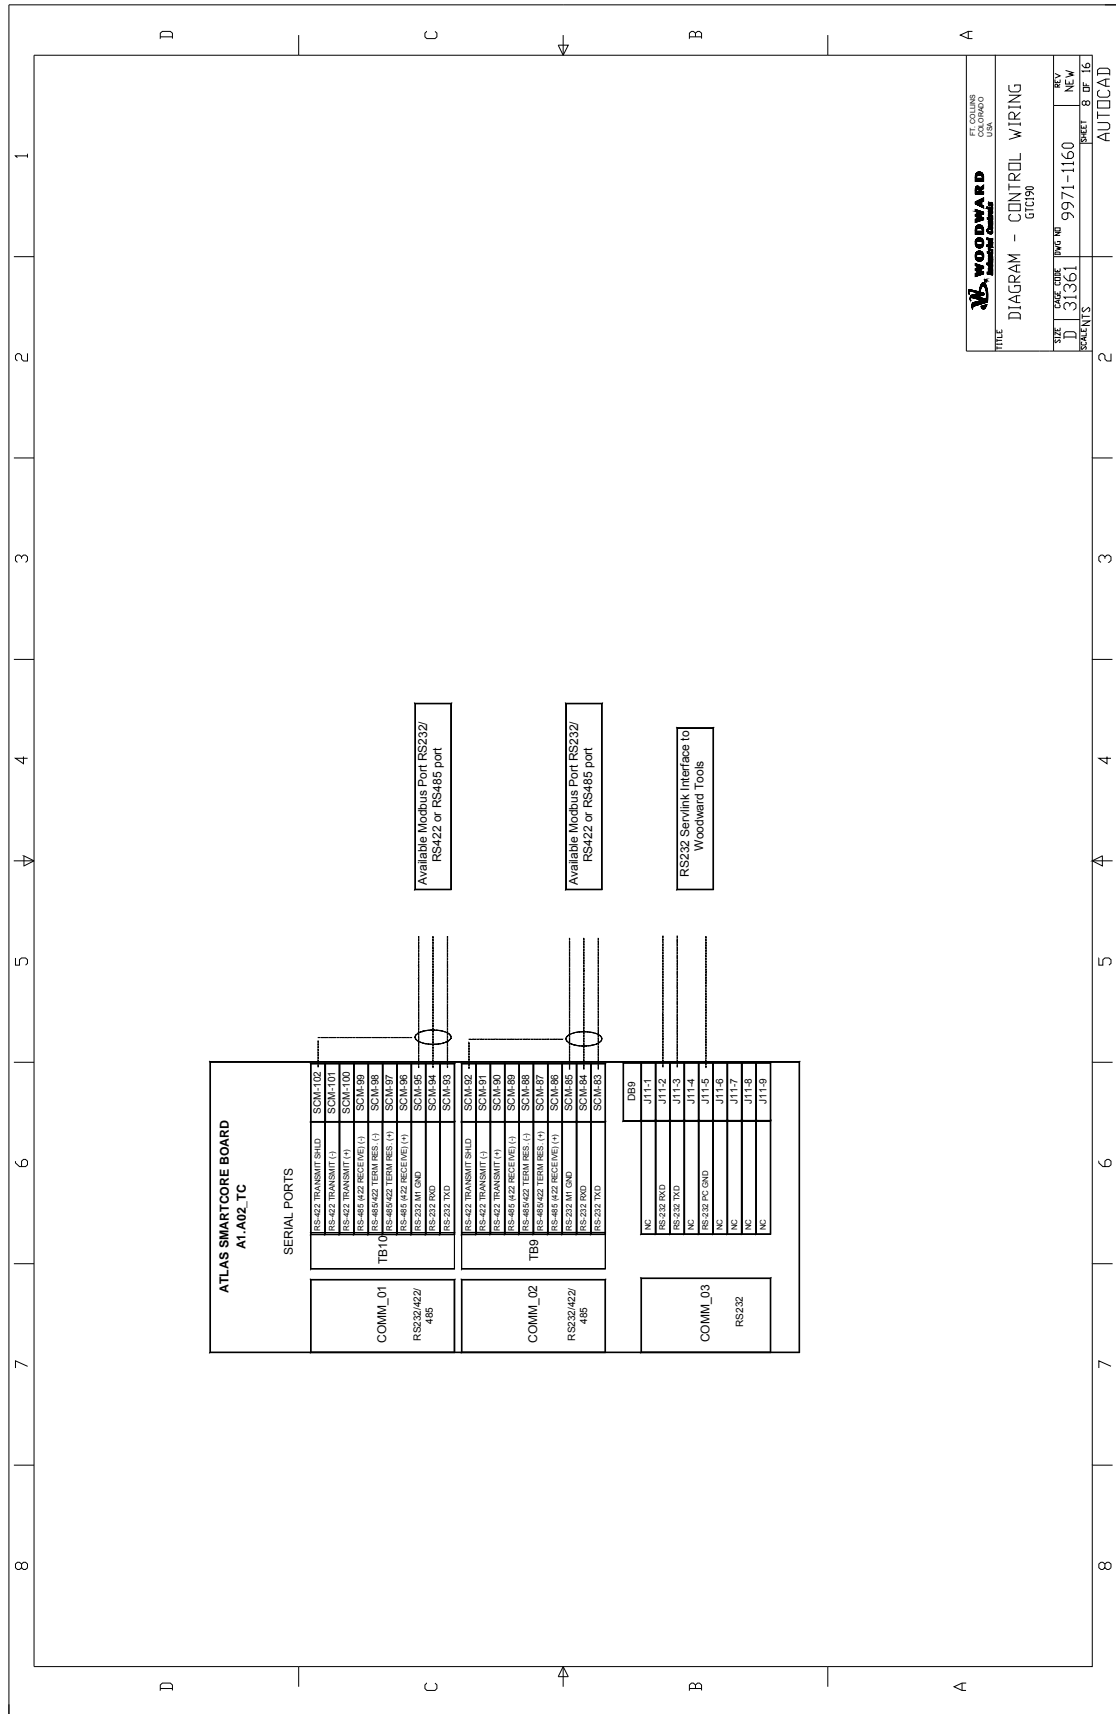 8
7
6
5
4
3
2
1
D
D
C
C
B
B
A
A
ATLAS SMARTCORE BOARD
A1.A02_TC
SERIAL PORTS
COMM_01
RS232/422/
485
TB10
RS-422 TRANSMIT SHLD SCM-102
RS-422 TRANSMIT (-) SCM-101
RS-422 TRANSMIT (+) SCM-100
RS-485 (422 RECEIVE) (-) SCM-99
RS-485/422 TERM RES. (-) SCM-98
RS-485/422 TERM RES. (+) SCM-97
RS-485 (422 RECEIVE) (+) SCM-96
RS-232 M1 GND SCM-95
RS-232 RXD SCM-94
RS-232 TXD SCM-93
Available Modbus Port RS232/
RS422 or RS485 port
COMM_02
RS232/422/
485
TB9
RS-422 TRANSMIT SHLD SCM-92
RS-422 TRANSMIT (-) SCM-91
RS-422 TRANSMIT (+) SCM-90
RS-485 (422 RECEIVE) (-) SCM-89
RS-485/422 TERM RES. (-) SCM-88
RS-485/422 TERM RES. (+) SCM-87
RS-485 (422 RECEIVE) (+) SCM-86
RS-232 M1 GND SCM-85
RS-232 RXD SCM-84
RS-232 TXD SCM-83
Available Modbus Port RS232/
RS422 or RS485 port
COMM_03
RS232
DB9
NC J11-1
RS-232 RXD J11-2
RS-232 TXD J11-3
NC J11-4
RS-232 PC GND J11-5
NC J11-6
NC J11-7
NC J11-8
NC J11-9
RS232 Servlink Interface to
Woodward Tools
WOODWARD
Industrial Controls
FT. COLLINS
COLORADO
USA
TITLE
DIAGRAM - CONTROL WIRING
GTC190
SIZE
D
CAGE CODE
31361
DWG NO
9971-1160
REV
NEW
SCALE NTS
SHEET 8 OF 16
8
7
6
5
4
3
2
AUTOCAD